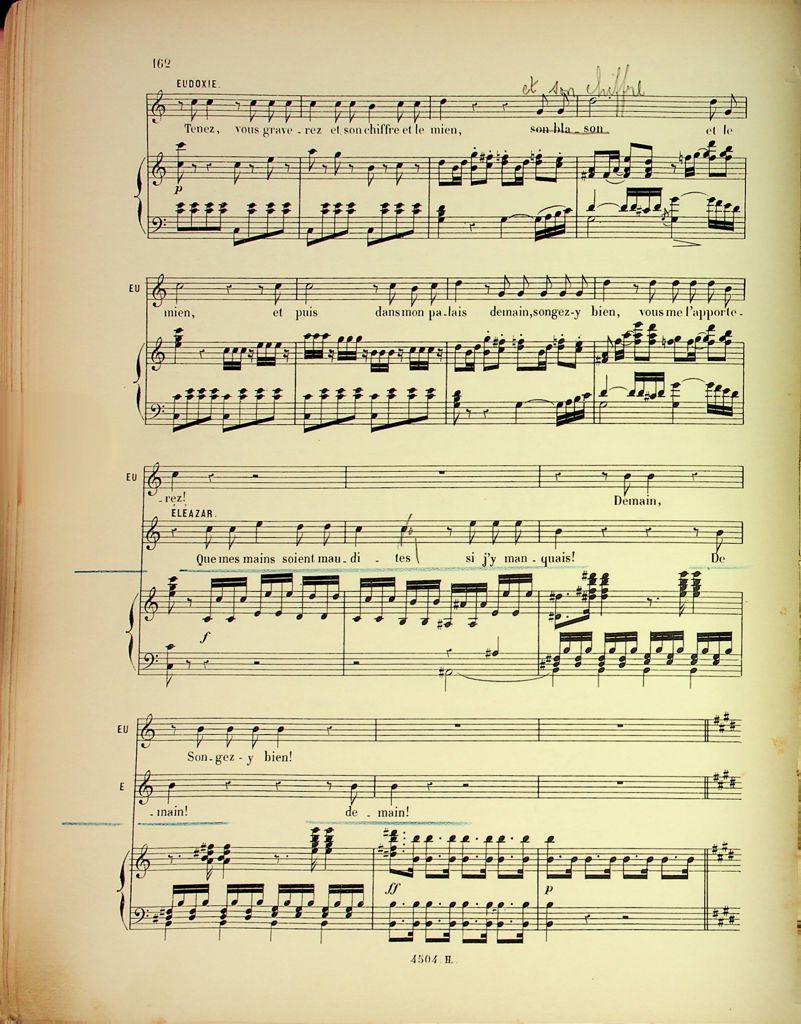 162
et son chiffre
EUDOXIE.
Tenez, vous grave - rez et son chiffre et le mien, son bla - son et le
p
EU
mien, et puis dans mon pa - lais demain, songez-y bien, vous me l'apporte -
EU
- rez! Demain,
ÉLÉAZAR.
Que mes mains soient mau - di - tes si j'y man - quais! De
f
EU
Son - gez - y bien!
E
- main! de - main!
ff p
4504. H.